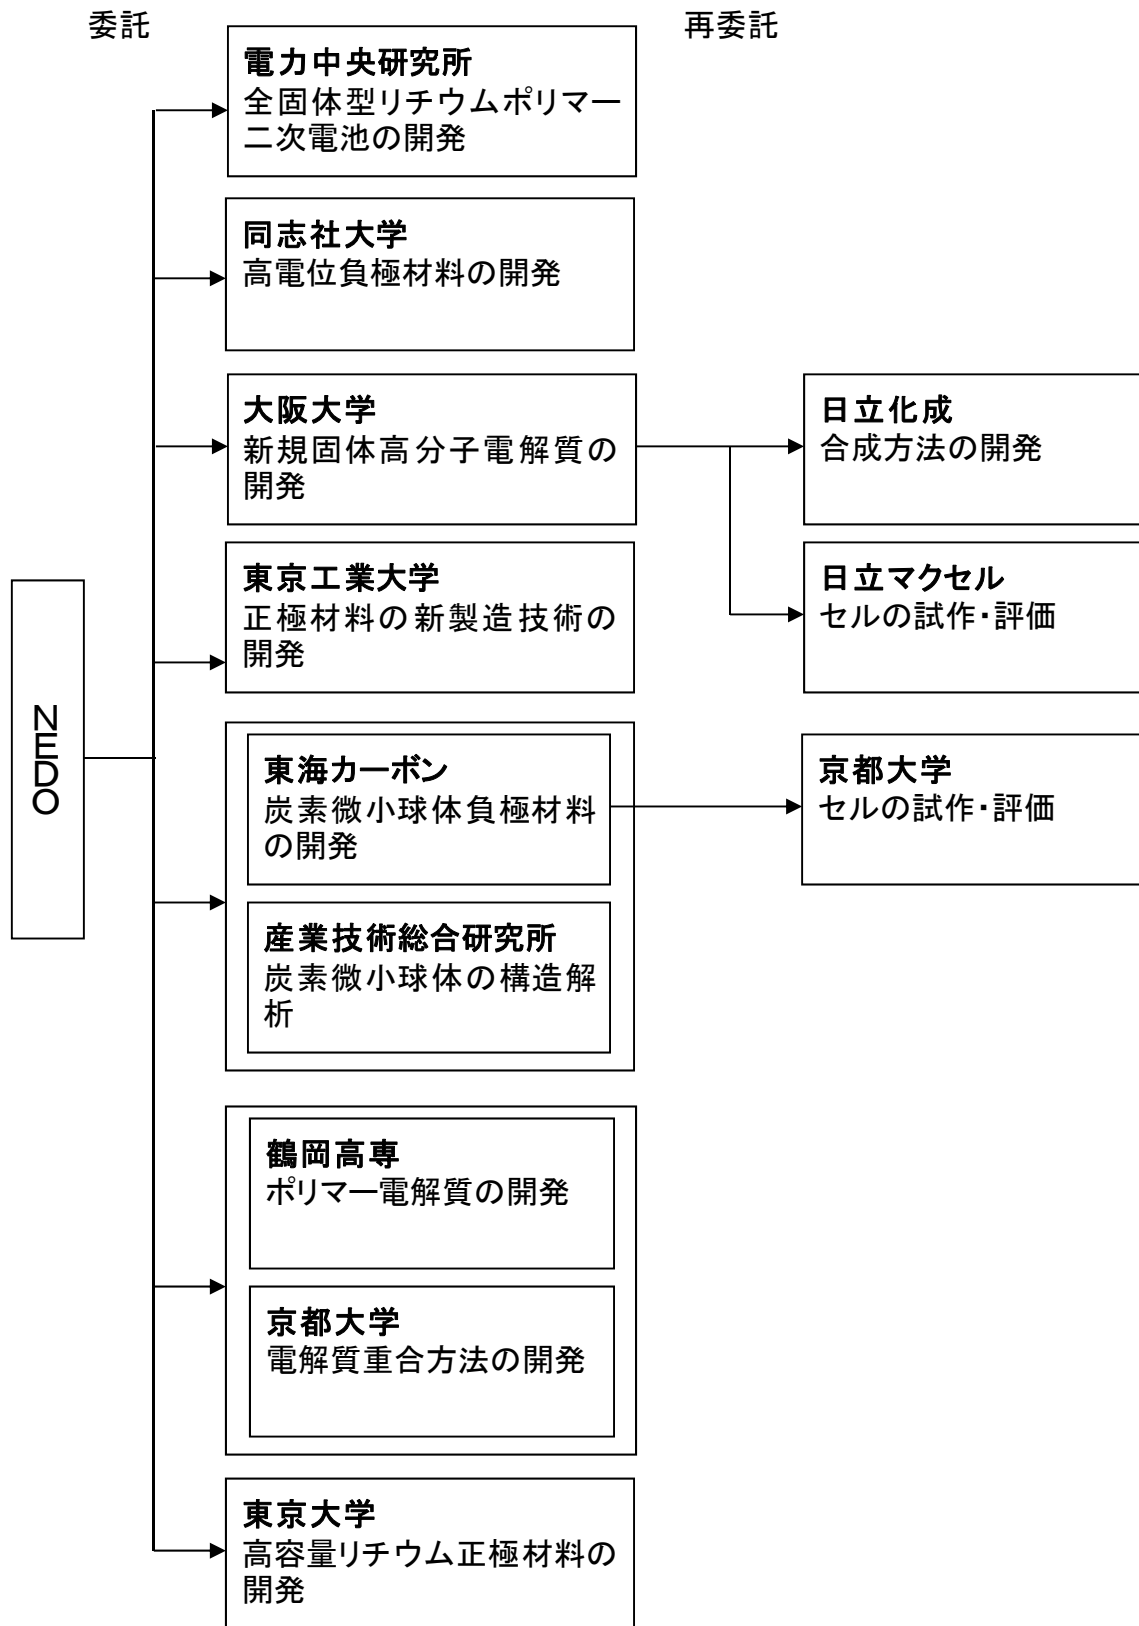 委託
再委託
電力中央研究所
全固体型リチウムポリマー
二次電池の開発
同志社大学
高電位負極材料の開発
大阪大学
新規固体高分子電解質の
開発
日立化成
合成方法の開発
東京工業大学
正極材料の新製造技術の
開発
日立マクセル
セルの試作・評価
NEDO
東海カーボン
炭素微小球体負極材料
の開発
京都大学
セルの試作・評価
産業技術総合研究所
炭素微小球体の構造解
析
鶴岡高専
ポリマー電解質の開発
京都大学
電解質重合方法の開発
東京大学
高容量リチウム正極材料の
開発